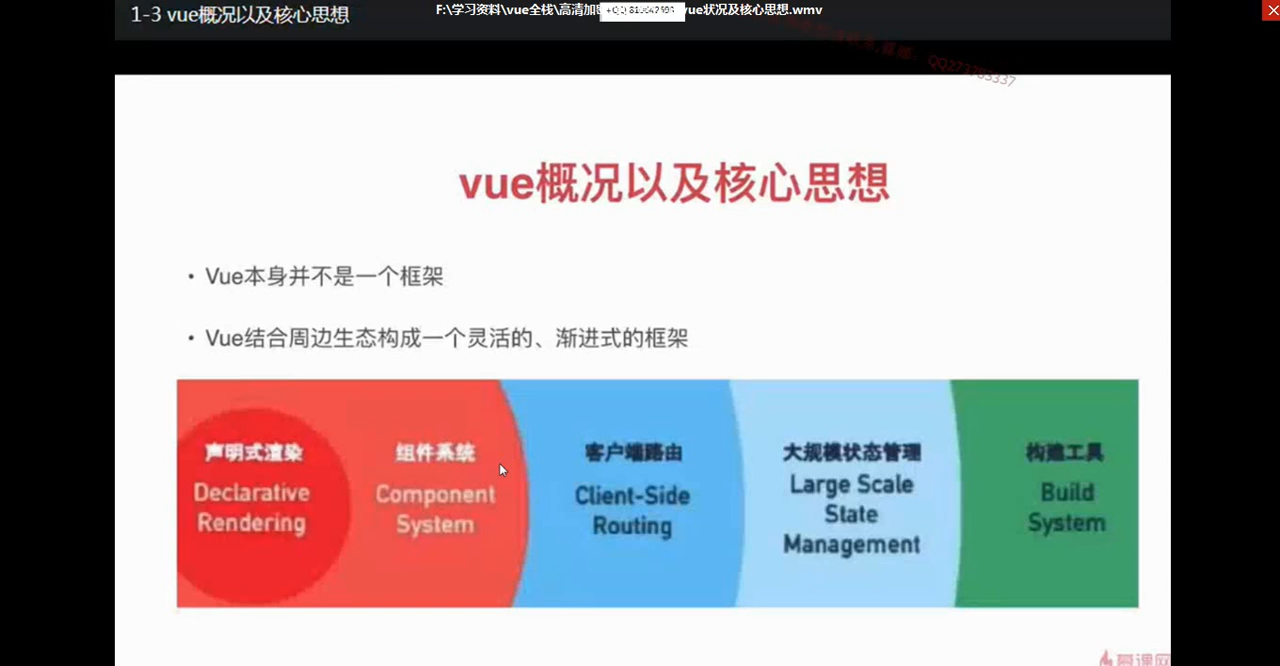 1-3 vue概况以及核心思想
F:\学习资料\vue全栈\高清加密 vue状况及核心思想.wmv
vue概况以及核心思想
• Vue本身并不是一个框架
• Vue结合周边生态构成一个灵活的、渐进式的框架
声明式渲染
Declarative
Rendering
组件系统
Component
System
客户端路由
Client-Side
Routing
大规模状态管理
Large Scale
State
Management
构建工具
Build
System
慕课网